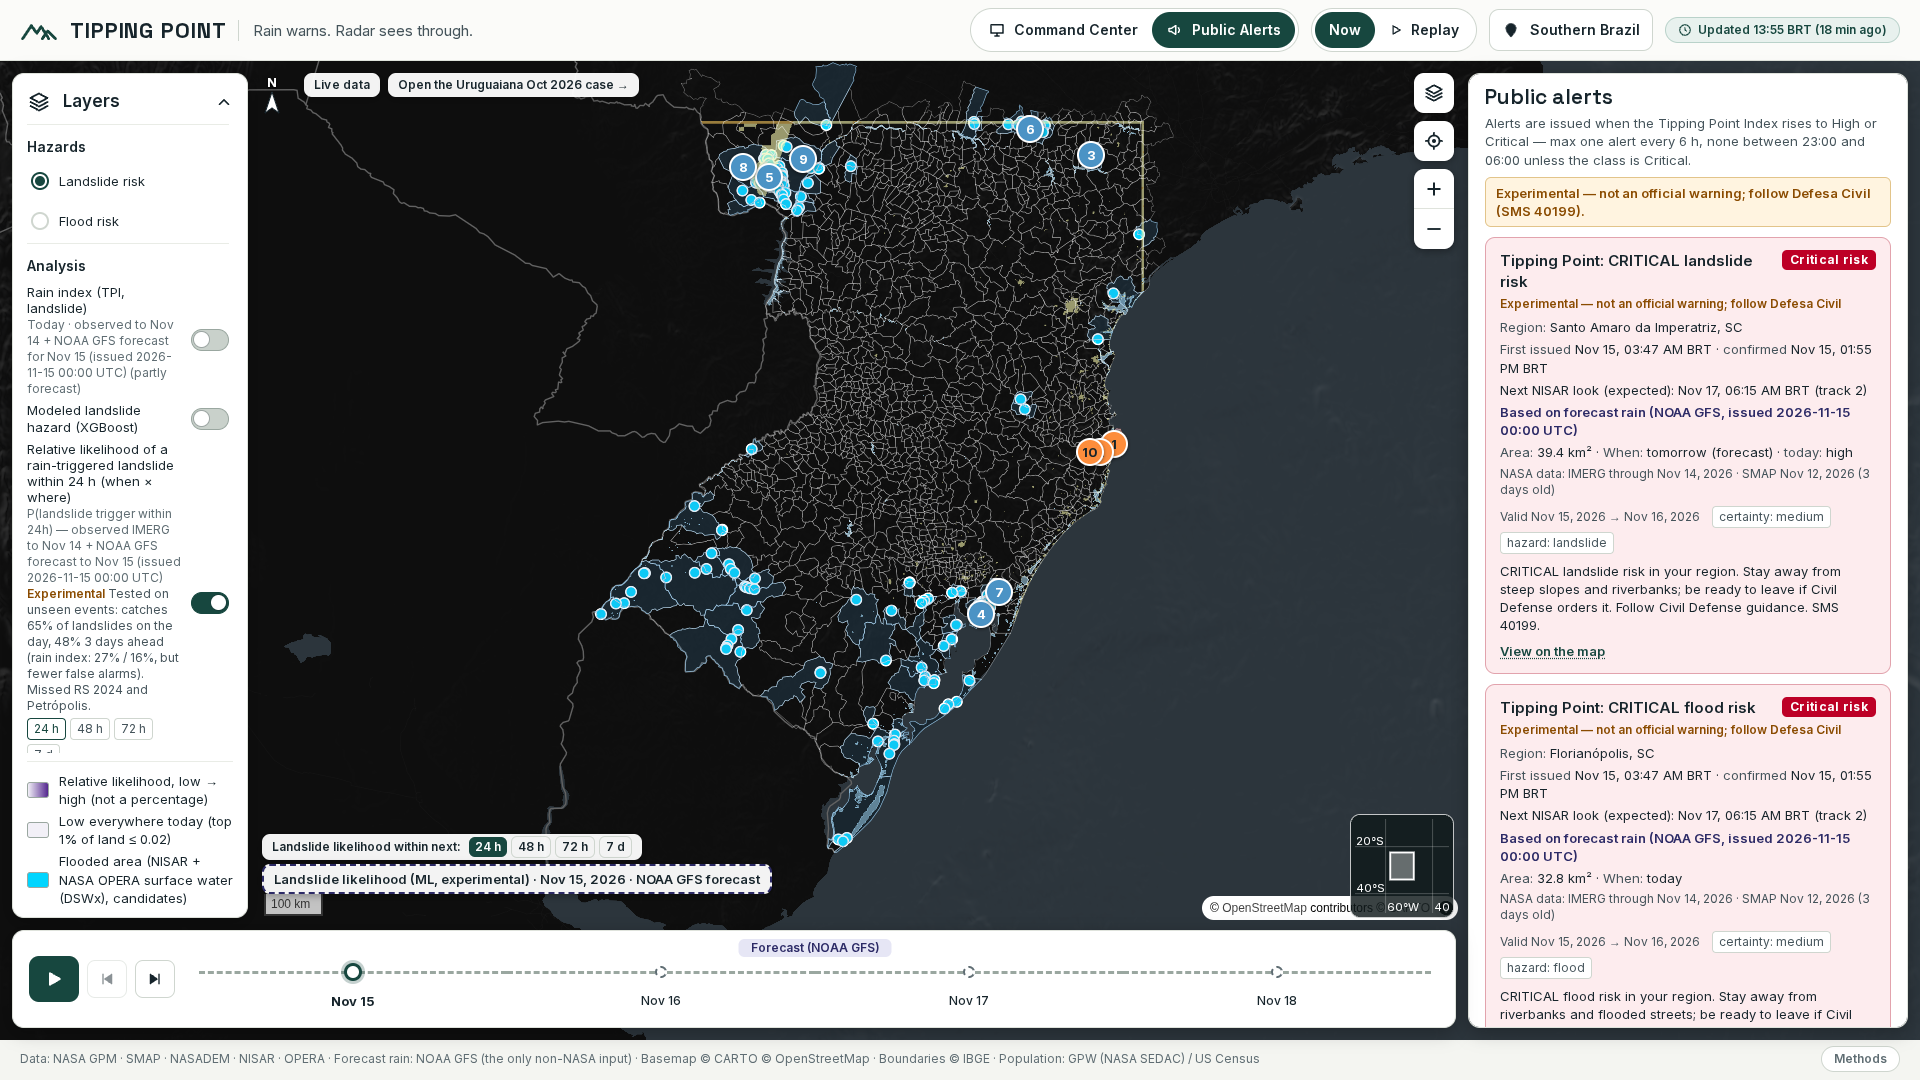 TIPPING POINT
Rain warns. Radar sees through.
Command Center
Public Alerts
Now
Replay
Southern Brazil
Updated 13:55 BRT (18 min ago)
Layers
Hazards
Landslide risk
Flood risk
Analysis
Rain index (TPI,
landslide)
Today · observed to Nov
14 + NOAA GFS forecast
for Nov 15 (issued 2026-
11-15 00:00 UTC) (partly
forecast)
Modeled landslide
hazard (XGBoost)
Relative likelihood of a
rain-triggered landslide
within 24 h (when ×
where)
P(landslide trigger within
24h) — observed IMERG
to Nov 14 + NOAA GFS
forecast to Nov 15 (issued
2026-11-15 00:00 UTC)
Experimental Tested on
unseen events: catches
65% of landslides on the
day, 48% 3 days ahead
(rain index: 27% / 16%, but
fewer false alarms).
Missed RS 2024 and
Petrópolis.
24 h 48 h 72 h
7 d
Relative likelihood, low →
high (not a percentage)
Low everywhere today (top
1% of land ≤ 0.02)
Flooded area (NISAR +
NASA OPERA surface water
(DSWx), candidates)
N
Live data
Open the Uruguaiana Oct 2026 case →
8
9
5
6
3
10
1
7
4
Landslide likelihood within next: 24 h 48 h 72 h 7 d
Landslide likelihood (ML, experimental) · Nov 15, 2026 · NOAA GFS forecast
100 km
20°S
40°S
60°W
40
© OpenStreetMap contributors
Forecast (NOAA GFS)
Nov 15
Nov 16
Nov 17
Nov 18
Public alerts
Alerts are issued when the Tipping Point Index rises to High or
Critical — max one alert every 6 h, none between 23:00 and
06:00 unless the class is Critical.
Experimental — not an official warning; follow Defesa Civil
(SMS 40199).
Tipping Point: CRITICAL landslide
risk
Critical risk
Experimental — not an official warning; follow Defesa Civil
Region: Santo Amaro da Imperatriz, SC
First issued Nov 15, 03:47 AM BRT · confirmed Nov 15, 01:55
PM BRT
Next NISAR look (expected): Nov 17, 06:15 AM BRT (track 2)
Based on forecast rain (NOAA GFS, issued 2026-11-15
00:00 UTC)
Area: 39.4 km² · When: tomorrow (forecast) · today: high
NASA data: IMERG through Nov 14, 2026 · SMAP Nov 12, 2026 (3
days old)
Valid Nov 15, 2026 → Nov 16, 2026
certainty: medium
hazard: landslide
CRITICAL landslide risk in your region. Stay away from
steep slopes and riverbanks; be ready to leave if Civil
Defense orders it. Follow Civil Defense guidance. SMS
40199.
View on the map
Tipping Point: CRITICAL flood risk
Critical risk
Experimental — not an official warning; follow Defesa Civil
Region: Florianópolis, SC
First issued Nov 15, 03:47 AM BRT · confirmed Nov 15, 01:55
PM BRT
Next NISAR look (expected): Nov 17, 06:15 AM BRT (track 2)
Based on forecast rain (NOAA GFS, issued 2026-11-15
00:00 UTC)
Area: 32.8 km² · When: today
NASA data: IMERG through Nov 14, 2026 · SMAP Nov 12, 2026 (3
days old)
Valid Nov 15, 2026 → Nov 16, 2026
certainty: medium
hazard: flood
CRITICAL flood risk in your region. Stay away from
riverbanks and flooded streets; be ready to leave if Civil
Data: NASA GPM · SMAP · NASADEM · NISAR · OPERA · Forecast rain: NOAA GFS (the only non-NASA input) · Basemap © CARTO © OpenStreetMap · Boundaries © IBGE · Population: GPW (NASA SEDAC) / US Census
Methods